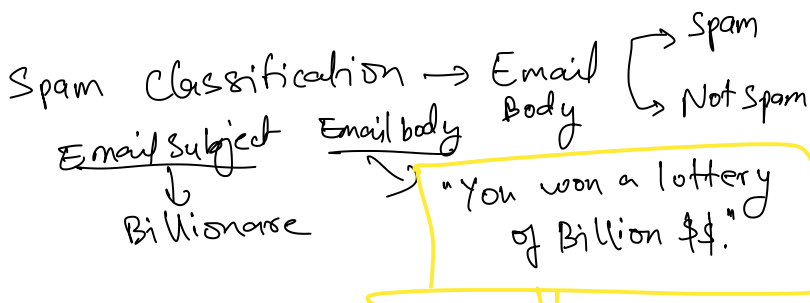 Spam Classification → Email Body
Spam
Not Spam
Email Subject
Billionare
Email body
"You won a lottery
of Billion $$."